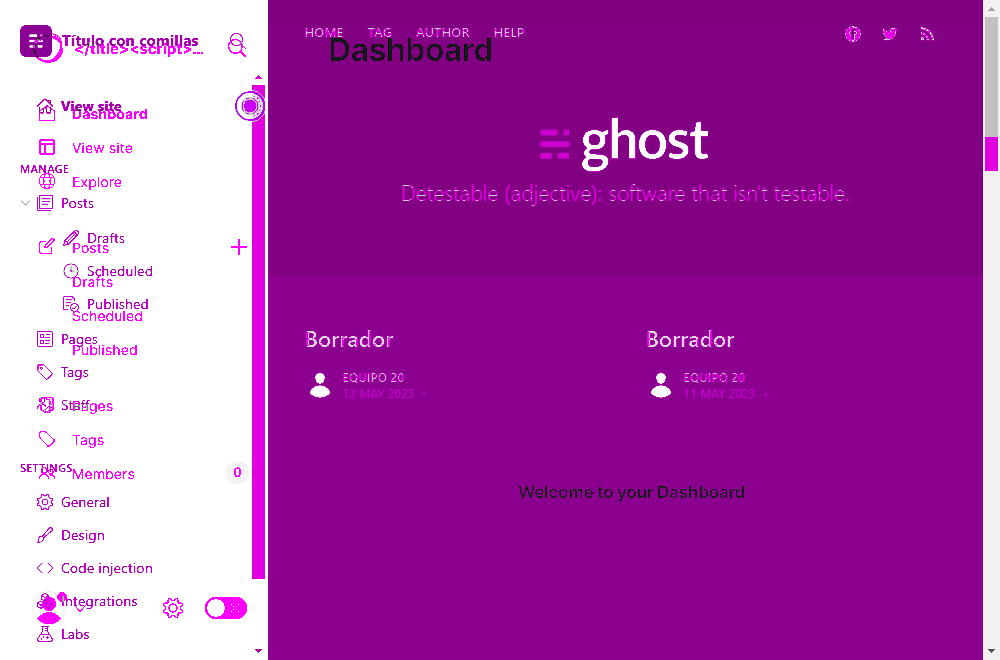 Título con comillas
</title><script>...
View site
Dashboard
View site
MANAGE
Explore
Posts
Drafts
Posts
Scheduled
Drafts
Published
Scheduled
Pages
Published
Tags
Staff
Pages
Tags
SETTINGS
Members
0
General
Design
Code injection
Integrations
Labs
HOME TAG AUTHOR HELP
Dashboard
ghost
Detestable (adjective): software that isn't testable.
Borrador
EQUIPO 20
13 MAY 2023 •
Borrador
EQUIPO 20
11 MAY 2023 •
Welcome to your Dashboard